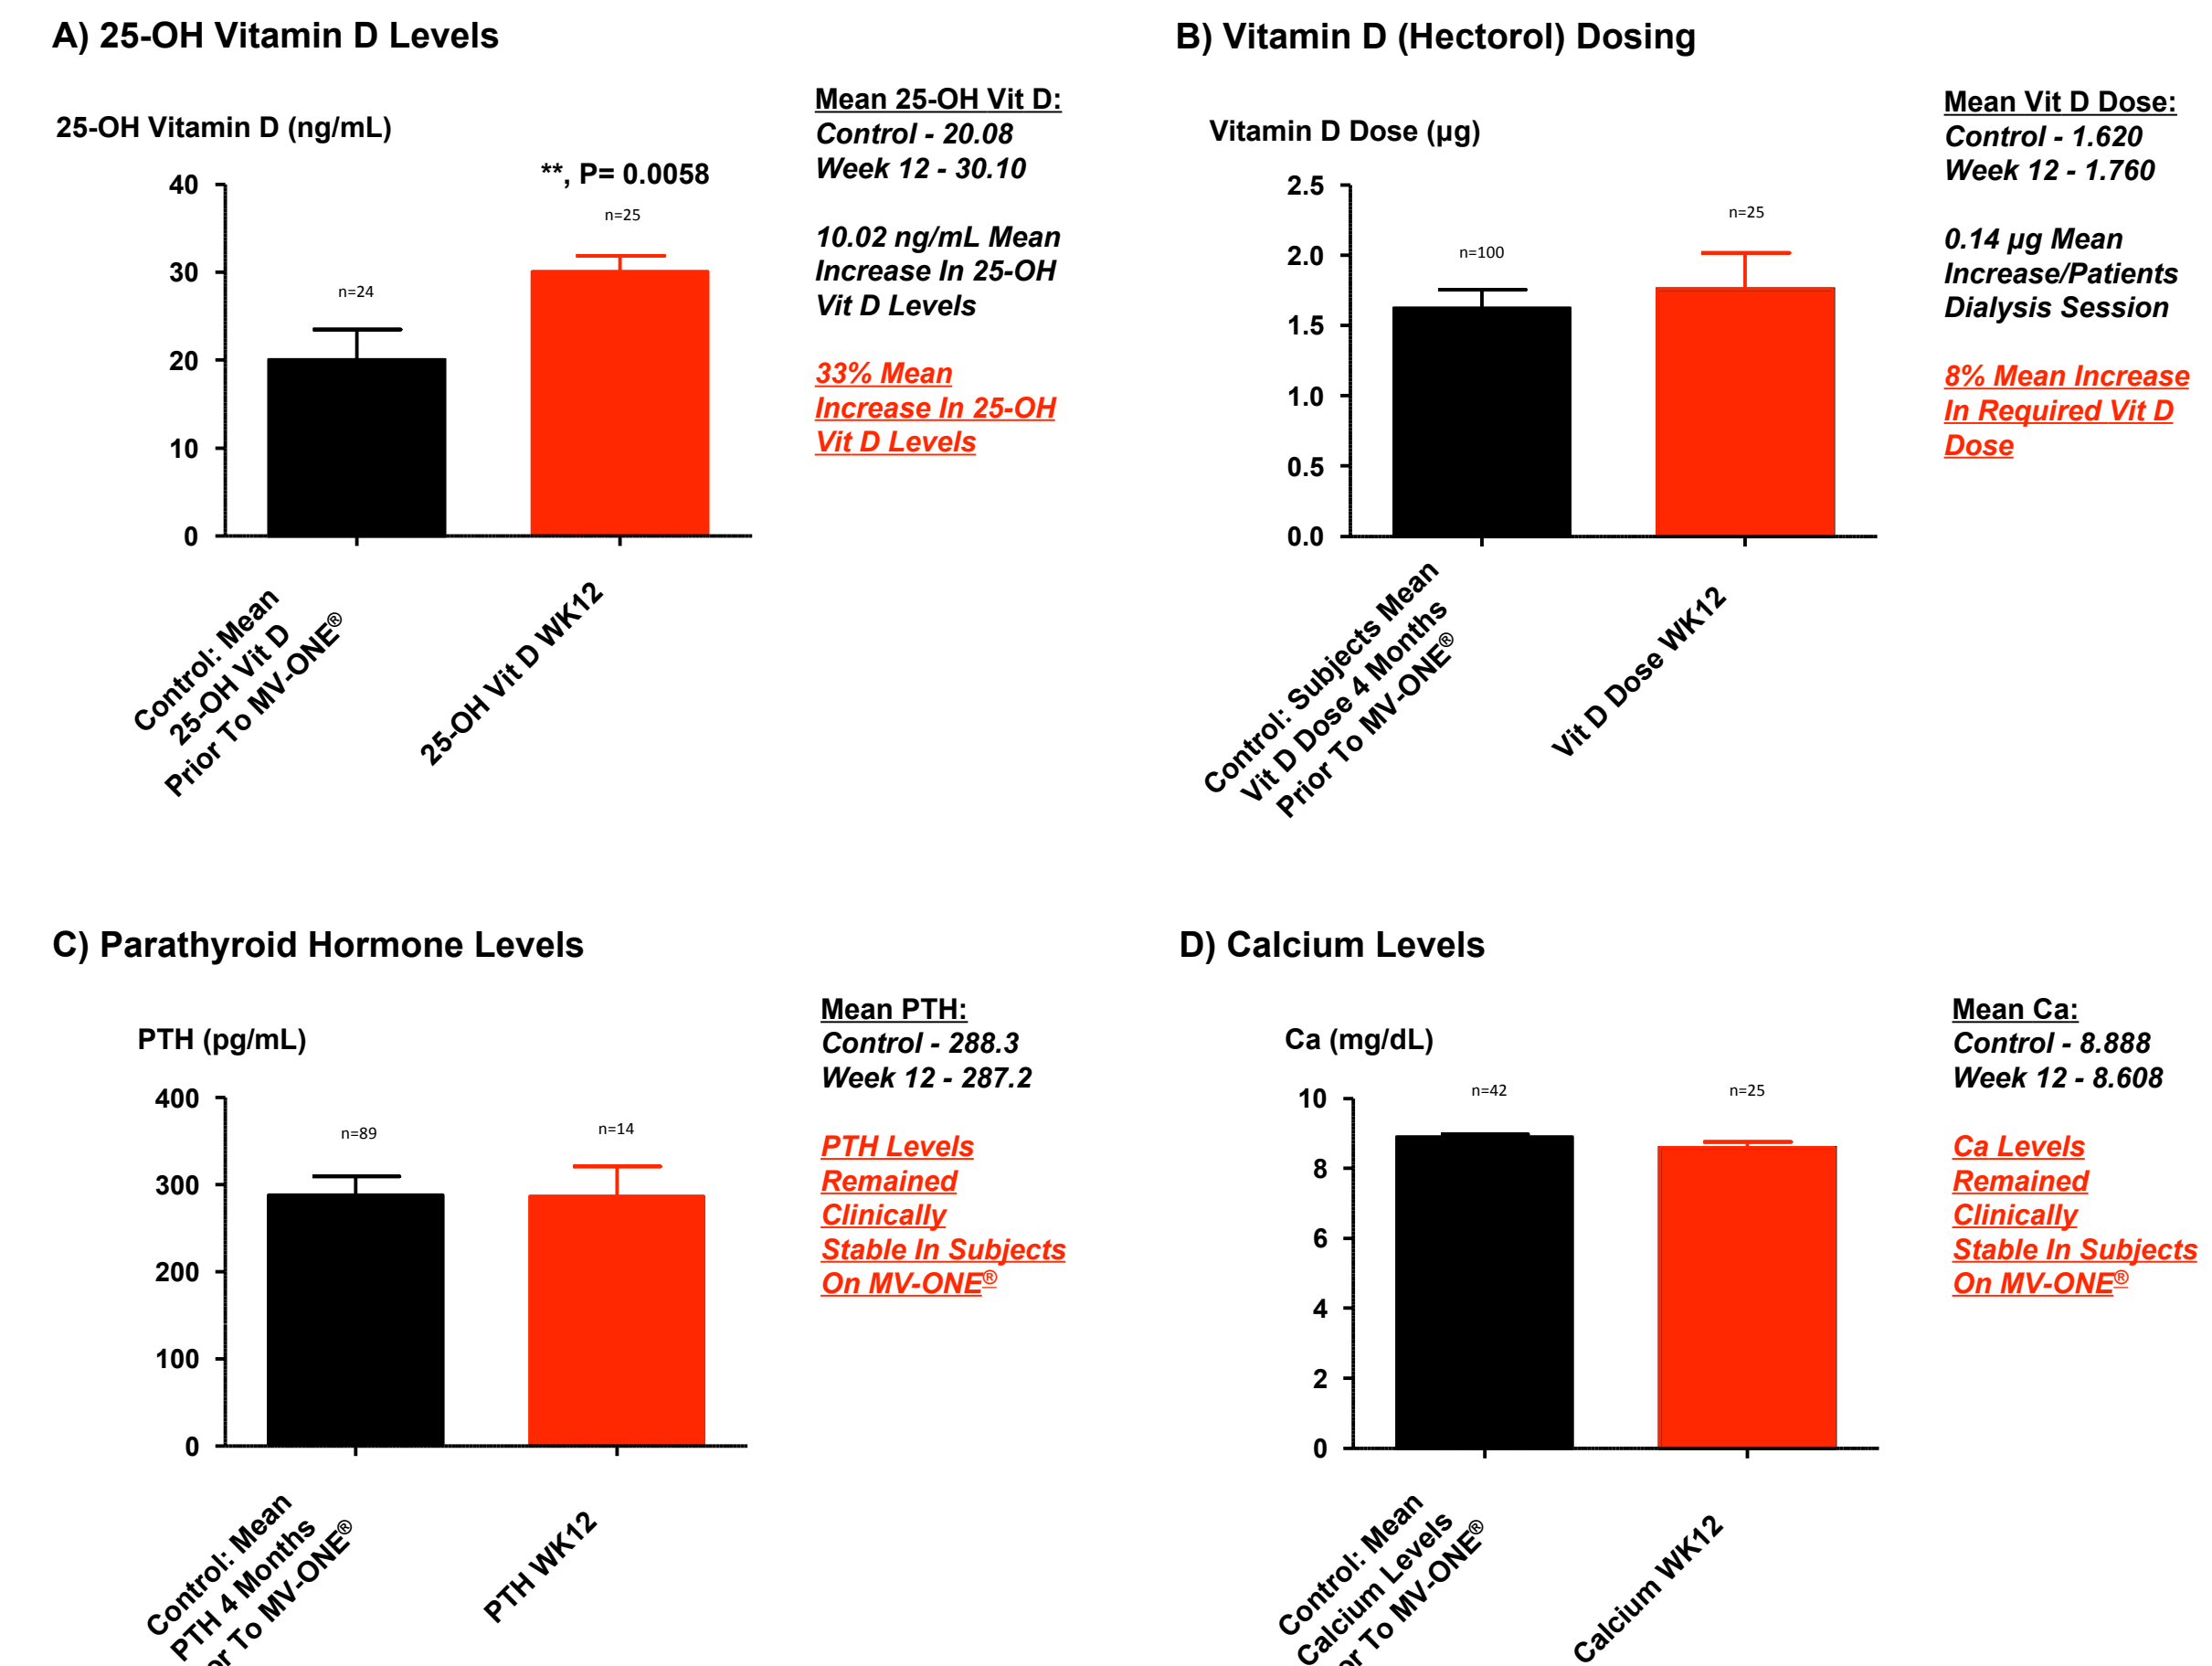 A) 25-OH Vitamin D Levels
25-OH Vitamin D (ng/mL)
**, P= 0.0058
40
30
20
10
0
n=24
n=25
Control: Mean
25-OH Vit D
Prior To MV-ONE®
25-OH Vit D WK12
Mean 25-OH Vit D:
Control - 20.08
Week 12 - 30.10
10.02 ng/mL Mean
Increase In 25-OH
Vit D Levels
33% Mean
Increase In 25-OH
Vit D Levels
B) Vitamin D (Hectorol) Dosing
Vitamin D Dose (µg)
2.5
2.0
1.5
1.0
0.5
0.0
n=100
n=25
Control: Subjects Mean
Vit D Dose 4 Months
Prior To MV-ONE®
Vit D Dose WK12
Mean Vit D Dose:
Control - 1.620
Week 12 - 1.760
0.14 µg Mean
Increase/Patients
Dialysis Session
8% Mean Increase
In Required Vit D
Dose
C) Parathyroid Hormone Levels
PTH (pg/mL)
400
300
200
100
0
n=89
n=14
Control: Mean
PTH 4 Months
or To MV-ONE®
PTH WK12
Mean PTH:
Control - 288.3
Week 12 - 287.2
PTH Levels
Remained
Clinically
Stable In Subjects
On MV-ONE®
D) Calcium Levels
Ca (mg/dL)
10
8
6
4
2
0
n=42
n=25
Control: Mean
Calcium Levels
or To MV-ONE®
Calcium WK12
Mean Ca:
Control - 8.888
Week 12 - 8.608
Ca Levels
Remained
Clinically
Stable In Subjects
On MV-ONE®